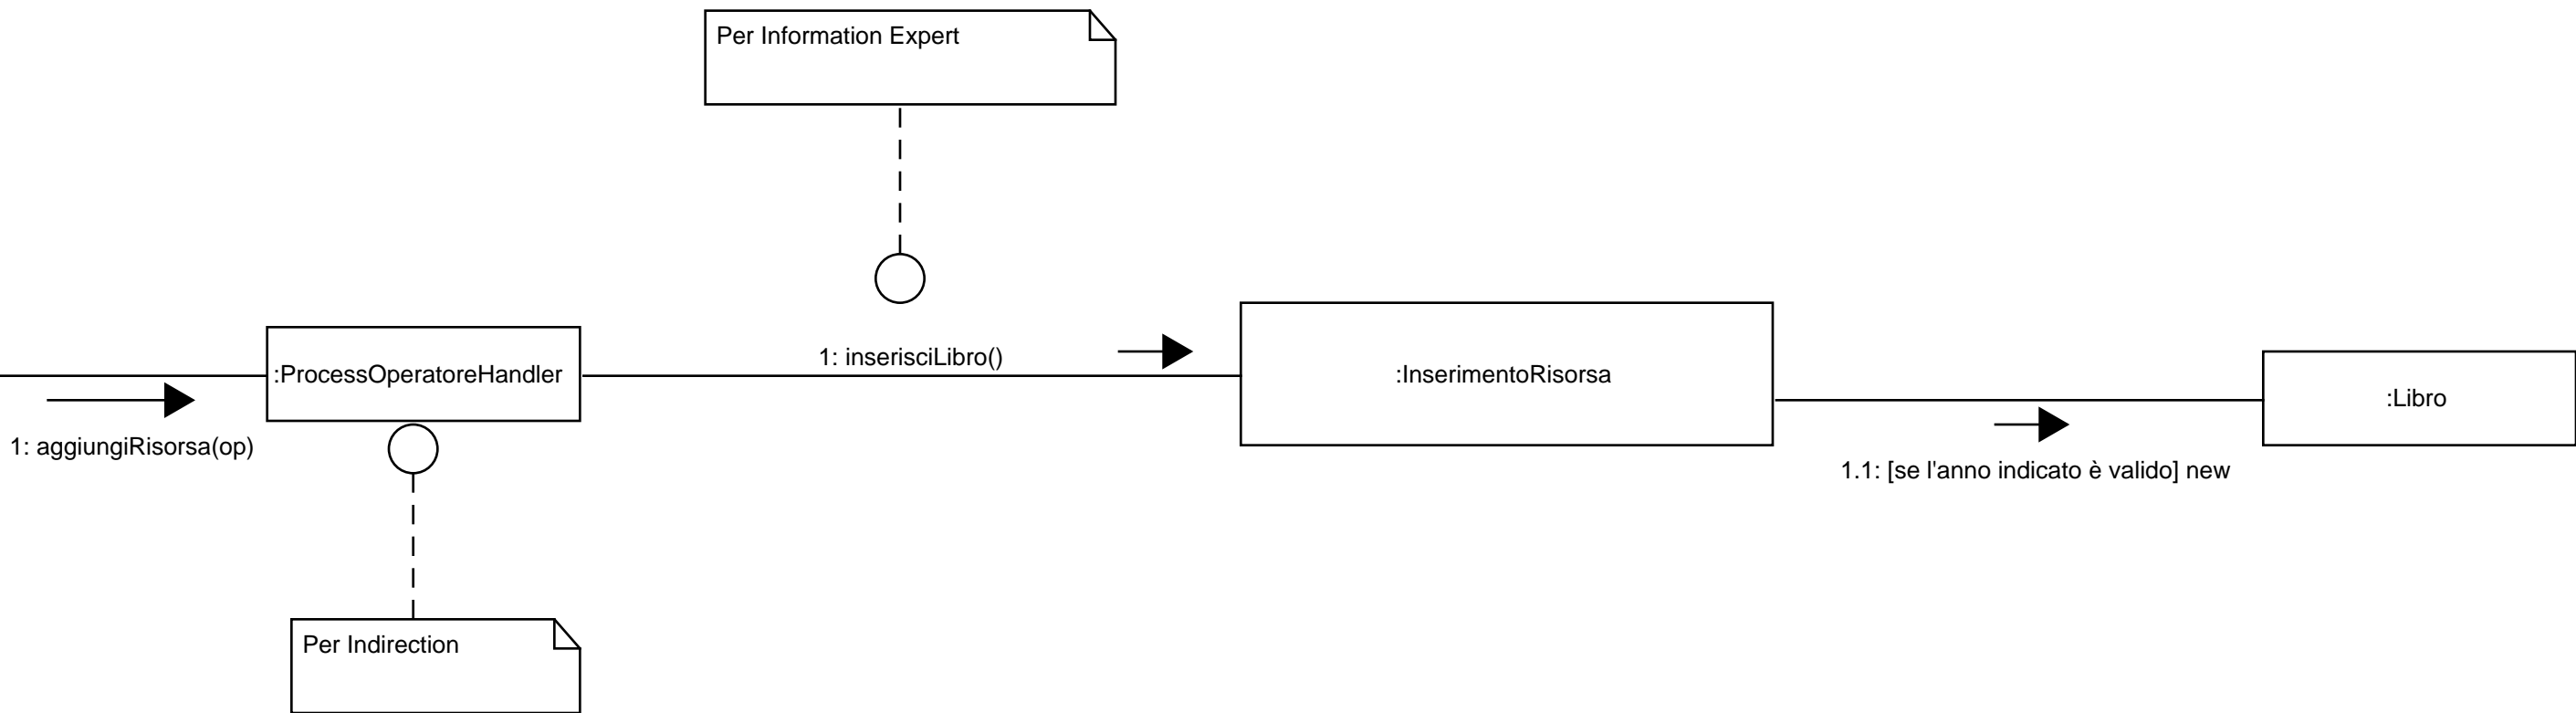 Per Information Expert
1: inserisciLibro()
:ProcessOperatoreHandler
:InserimentoRisorsa
:Libro
1: aggiungiRisorsa(op)
1.1: [se l'anno indicato è valido] new
Per Indirection